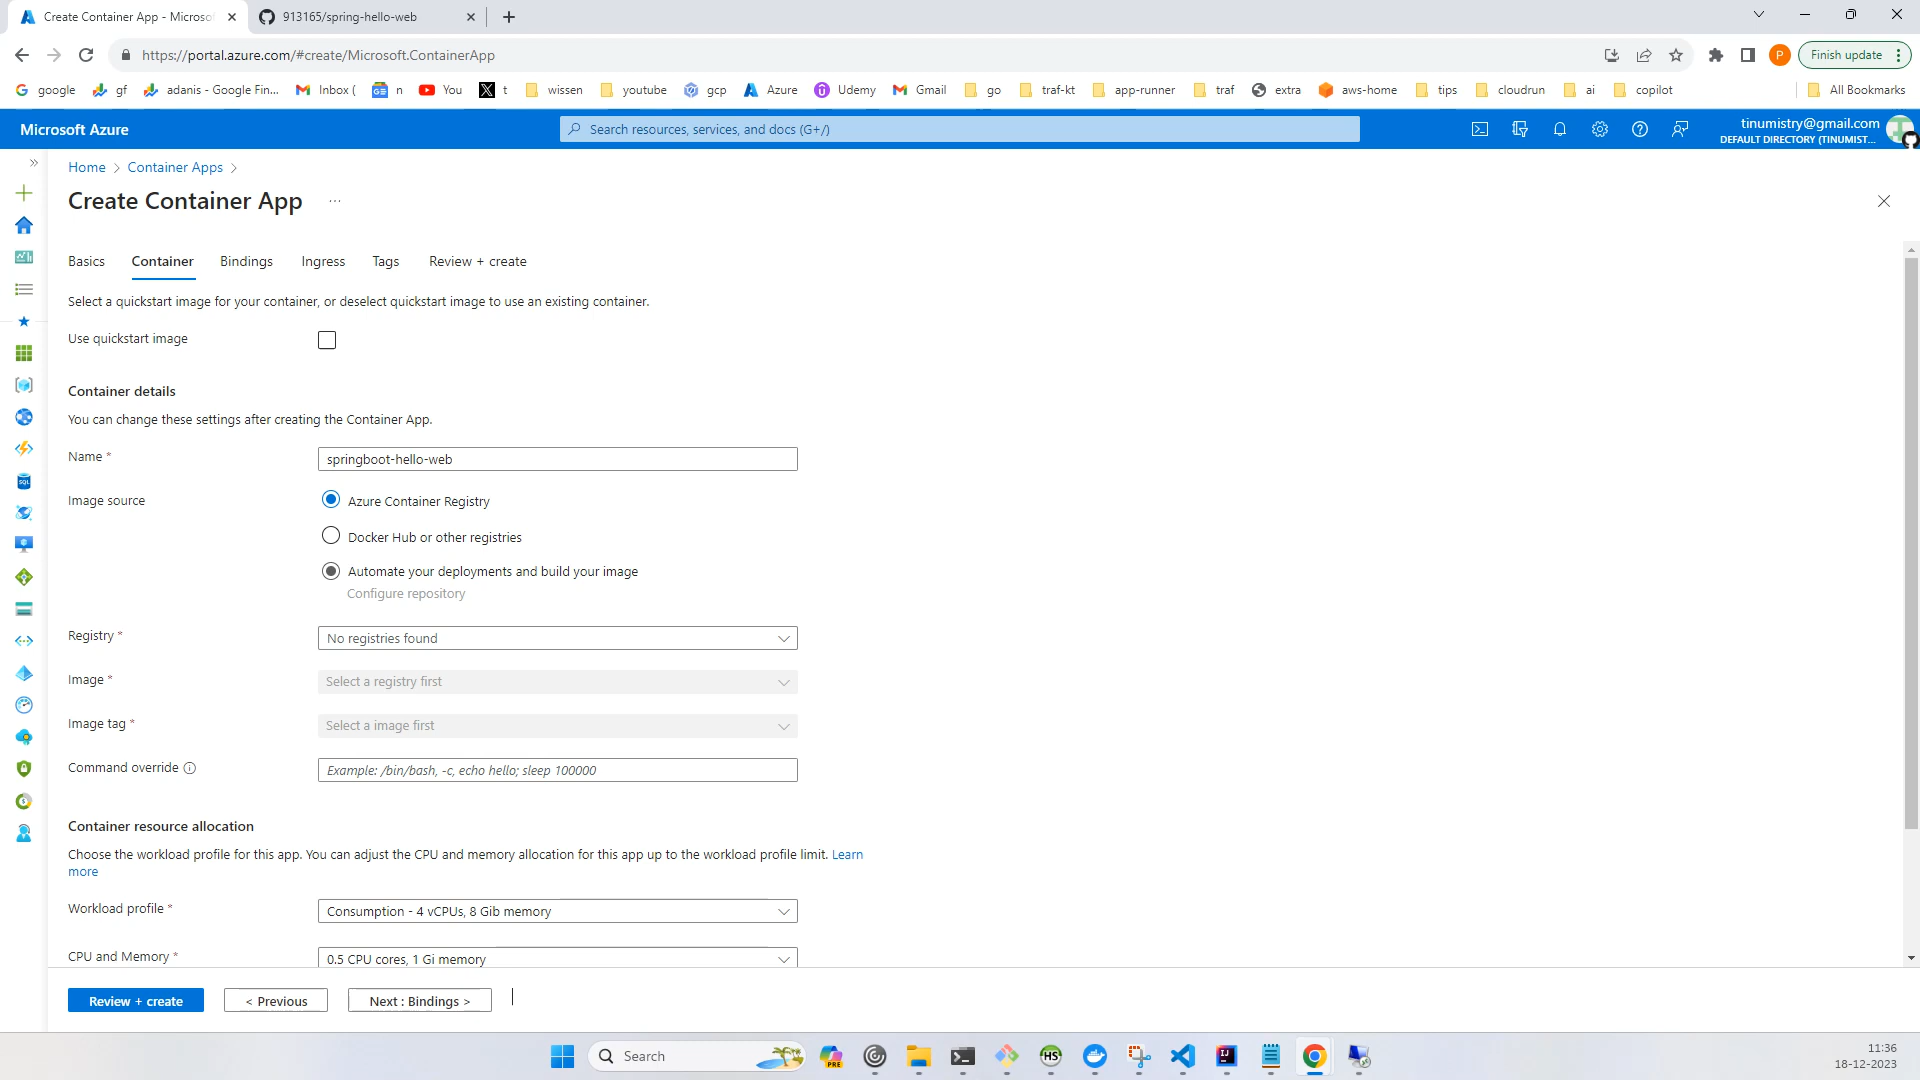 Create Container App - Microsof
913165/spring-hello-web
https://portal.azure.com/#create/Microsoft.ContainerApp
P
Finish update
google
gf
adanis - Google Fin...
Inbox (
n
You
t
wissen
youtube
gcp
Azure
Udemy
Gmail
go
traf-kt
app-runner
traf
extra
aws-home
tips
cloudrun
ai
copilot
All Bookmarks
Microsoft Azure
Search resources, services, and docs (G+/)
tinumistry@gmail.com
DEFAULT DIRECTORY (TINUMIST...
Home
Container Apps
Create Container App
...
Basics
Container
Bindings
Ingress
Tags
Review + create
Select a quickstart image for your container, or deselect quickstart image to use an existing container.
Use quickstart image
Container details
You can change these settings after creating the Container App.
Name *
springboot-hello-web
Image source
Azure Container Registry
Docker Hub or other registries
Automate your deployments and build your image
Configure repository
Registry *
No registries found
Image *
Select a registry first
Image tag *
Select a image first
Command override
Example: /bin/bash, -c, echo hello; sleep 100000
Container resource allocation
Choose the workload profile for this app. You can adjust the CPU and memory allocation for this app up to the workload profile limit. Learn
more
Workload profile *
Consumption - 4 vCPUs, 8 Gib memory
CPU and Memory *
0.5 CPU cores, 1 Gi memory
Review + create
< Previous
Next : Bindings >
Search
PRE
HS
IJ
11:36
18-12-2023